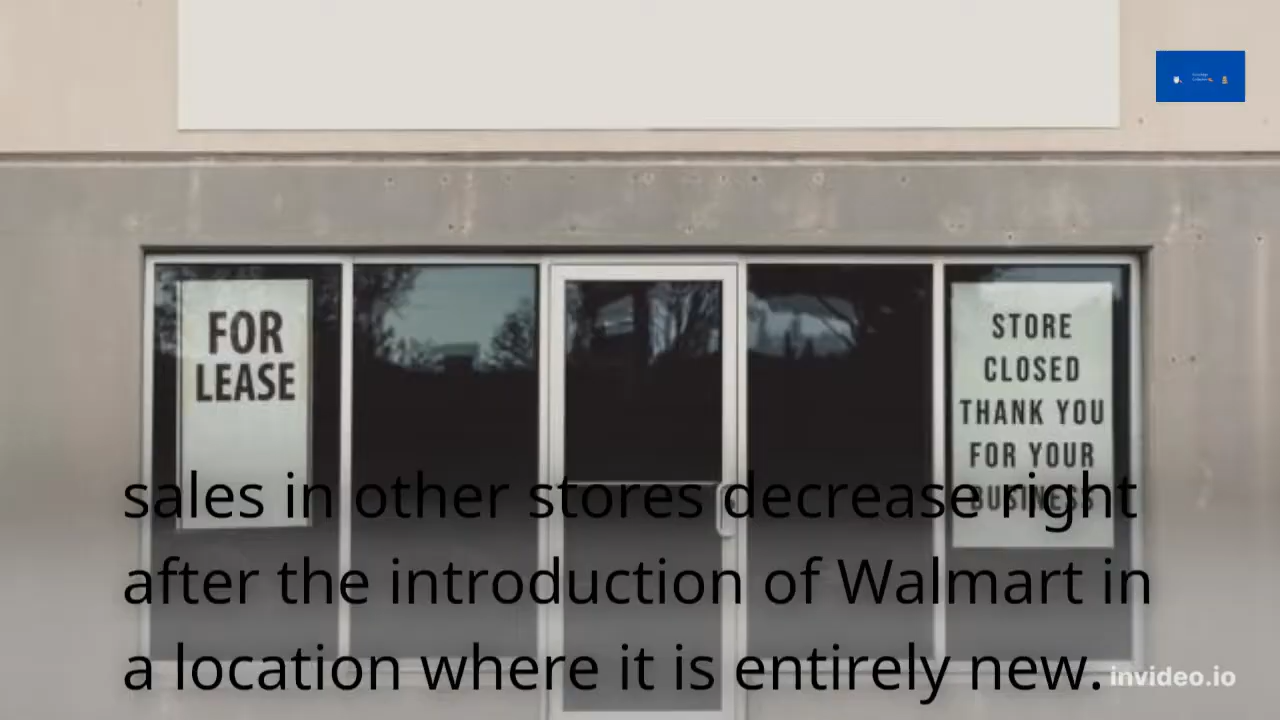 FOR
LEASE
STORE
CLOSED
THANK YOU
FOR YOUR
BUSINESS
sales in other stores decrease right
after the introduction of Walmart in
a location where it is entirely new.
invideo.io